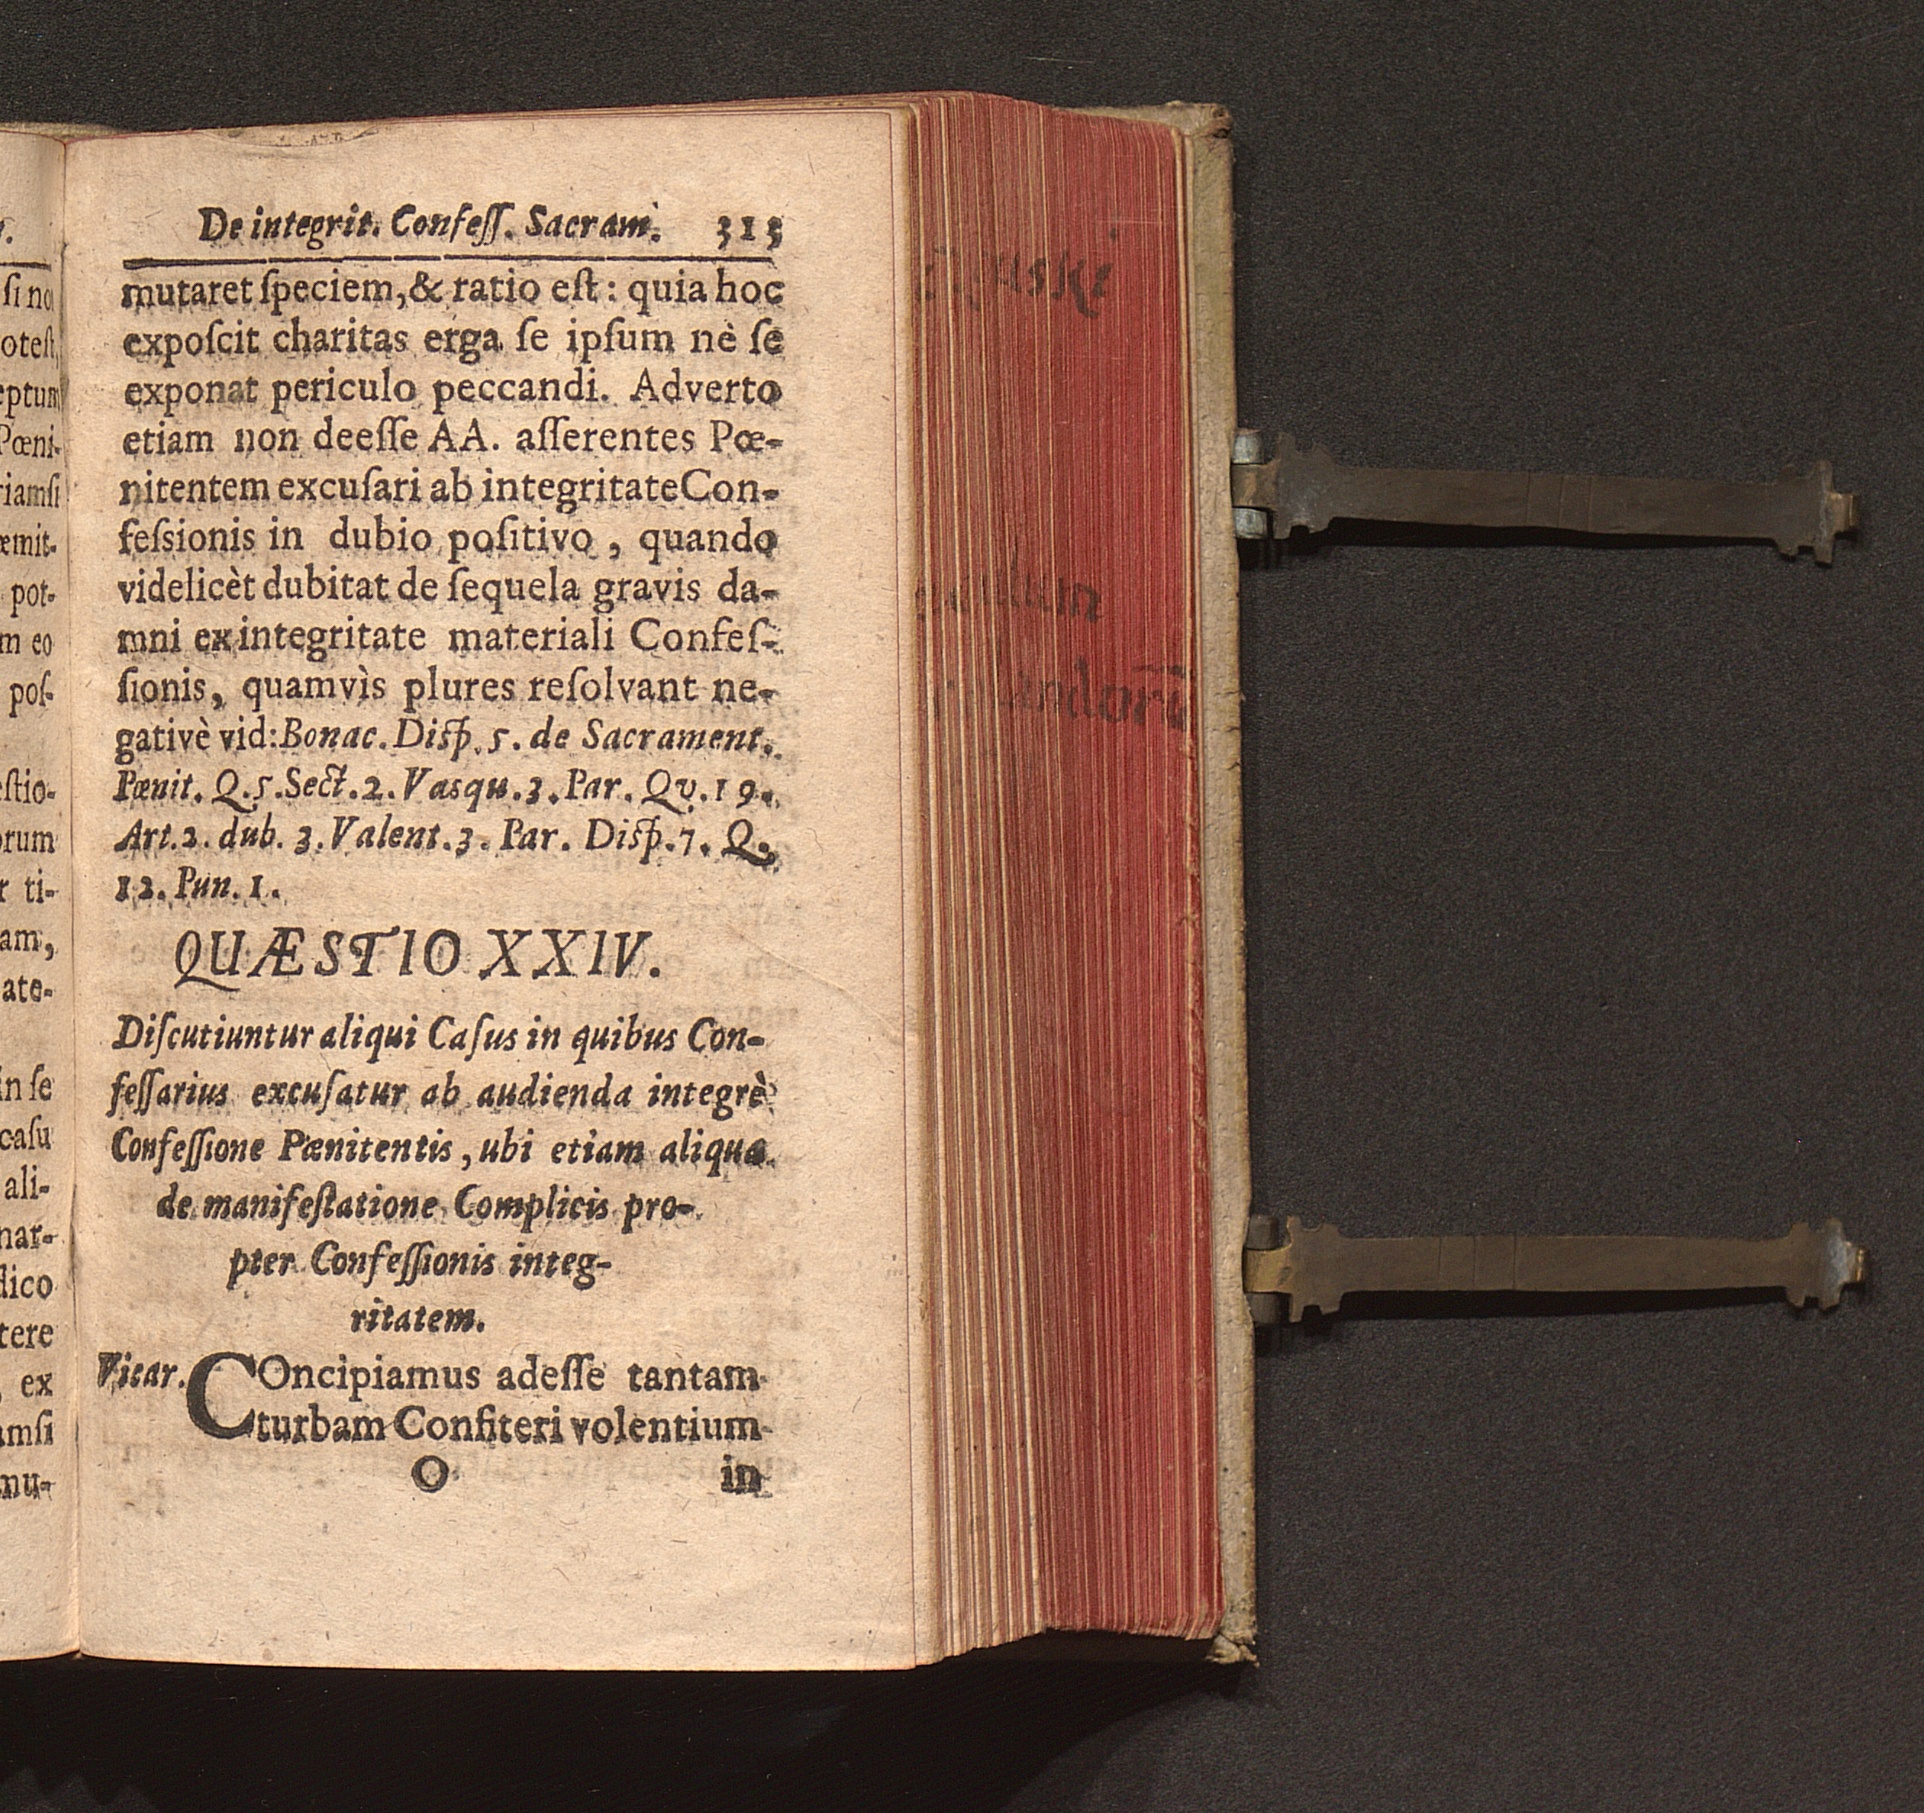 De integrit. Confeſſ. Sacram. 313
mutaret ſpeciem, & ratio eſt: quia hoc
expoſcit charitas erga ſe ipſum nè ſe
exponat periculo peccandi. Adverto
etiam non deeſſe AA. aſſerentes Pœ-
nitentem excuſari ab integritate Con-
feſsionis in dubio poſitivo, quando
videlicèt dubitat de ſequela gravis da-
mni ex integritate materiali Confeſ-
ſionis, quamvìs plures reſolvant ne-
gativè vid: Bonac. Diſp. 5. de Sacrament.
Pœnit. Q. 5. Sect. 2. Vasqu. 3. Par. Qv. 19.
Art. 2. dub. 3. Valent. 3. Par. Diſp. 7. Q.
12. Pun. 1.
QUÆSTIO XXIV.
Diſcutiuntur aliqui Caſus in quibus Con-
feſſarius excuſatur ab audienda integrè
Confeſſione Pænitentis, ubi etiam aliqua
de manifeſtatione Complicis pro-
pter Confeſſionis integ-
ritatem.
Vicar. COncipiamus adeſſe tantam
turbam Confiteri volentium
O in